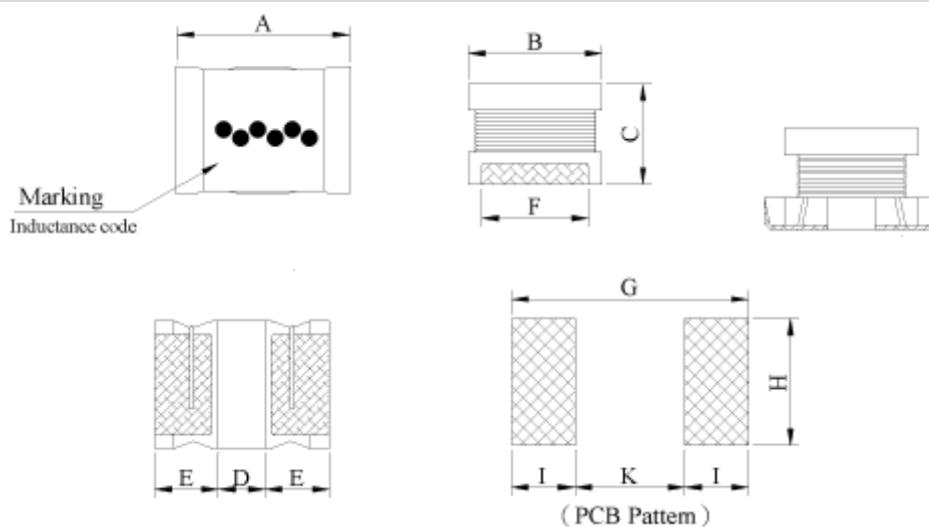 A
B
C
Marking
Inductance code
F
G
H
E D E
I K I
( PCB Pattem )